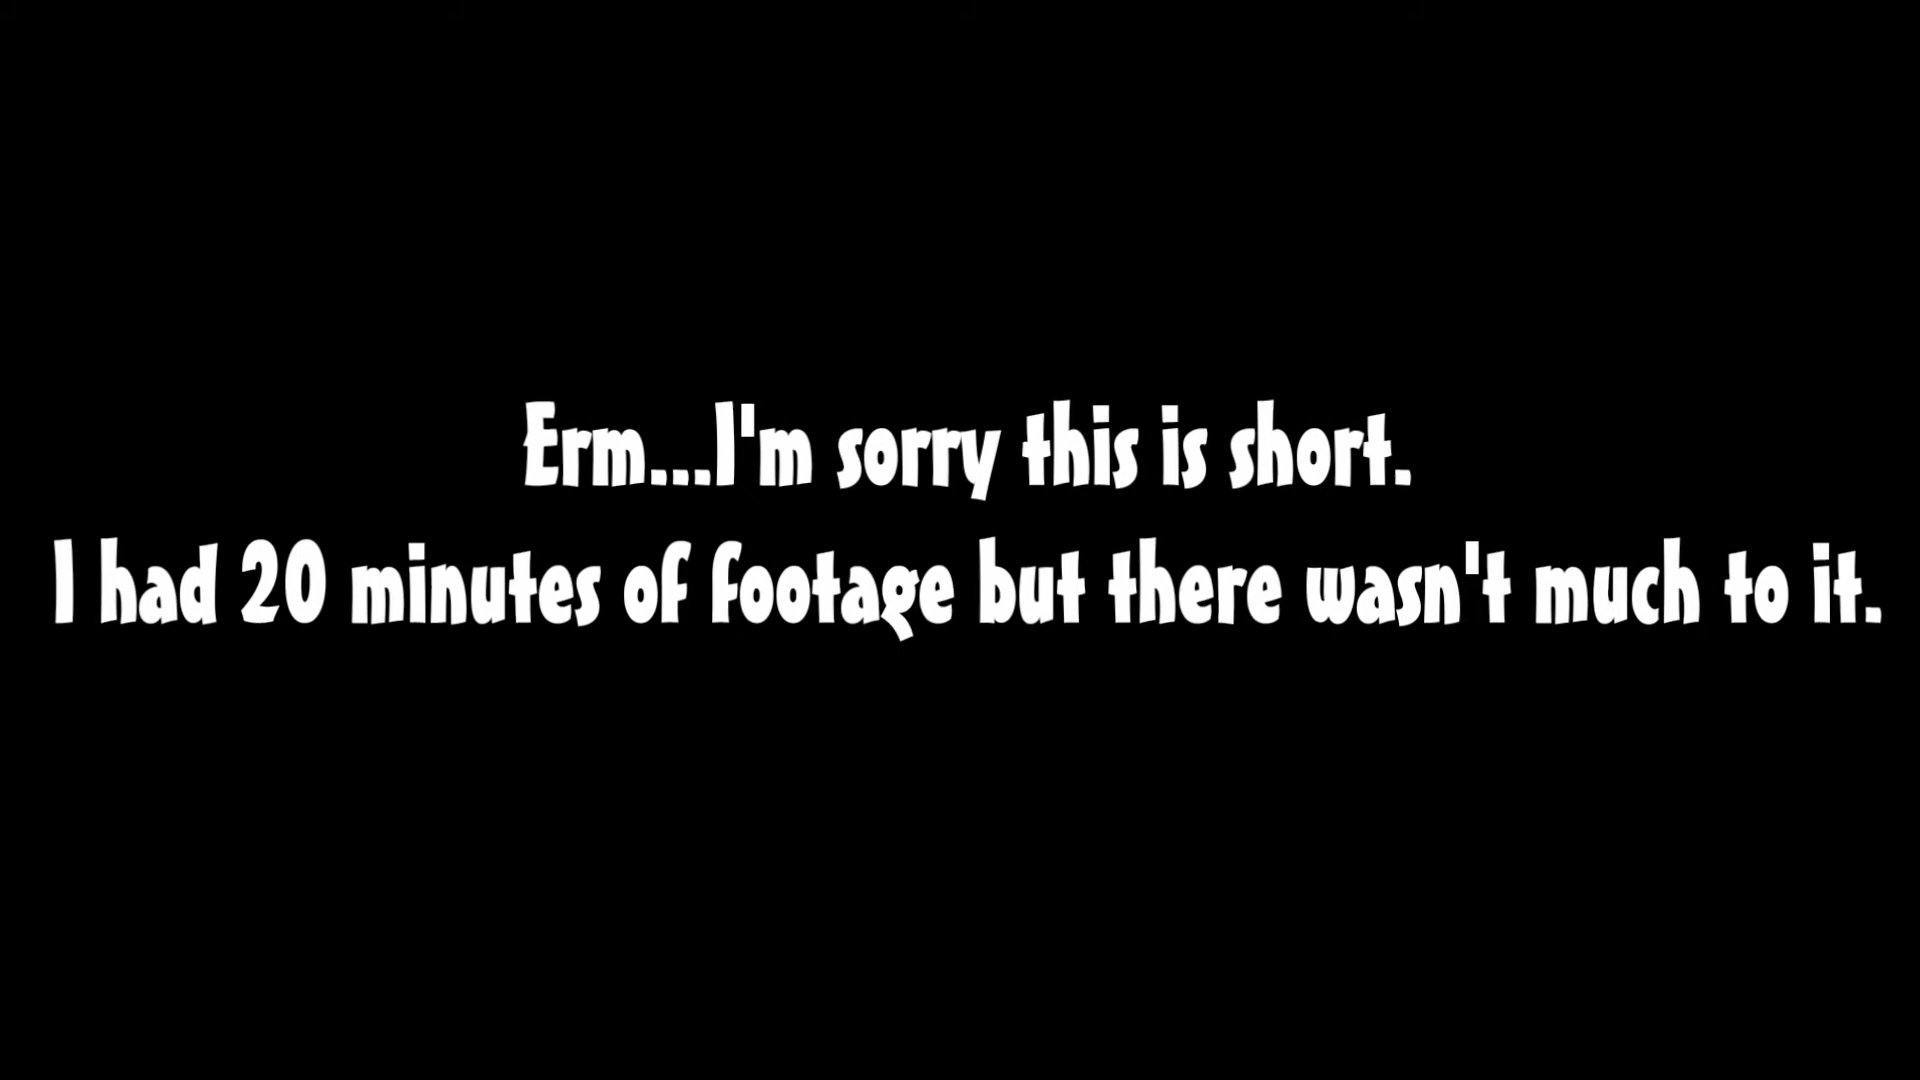 Erm...I'm sorry this is short.
I had 20 minutes of footage but there wasn't much to it.